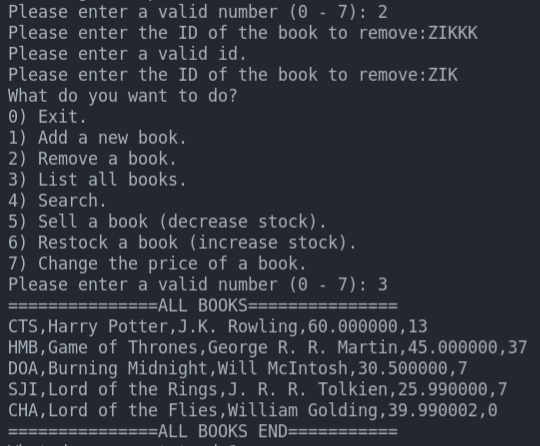 Please enter a valid number (0 - 7): 2
Please enter the ID of the book to remove:ZIKKK
Please enter a valid id.
Please enter the ID of the book to remove:ZIK
What do you want to do?
0) Exit.
1) Add a new book.
2) Remove a book.
3) List all books.
4) Search.
5) Sell a book (decrease stock).
6) Restock a book (increase stock).
7) Change the price of a book.
Please enter a valid number (0 - 7): 3
===============ALL BOOKS===============
CTS,Harry Potter,J.K. Rowling,60.000000,13
HMB,Game of Thrones,George R. R. Martin,45.000000,37
DOA,Burning Midnight,Will McIntosh,30.500000,7
SJI,Lord of the Rings,J. R. R. Tolkien,25.990000,7
CHA,Lord of the Flies,William Golding,39.990002,0
===============ALL BOOKS END===========